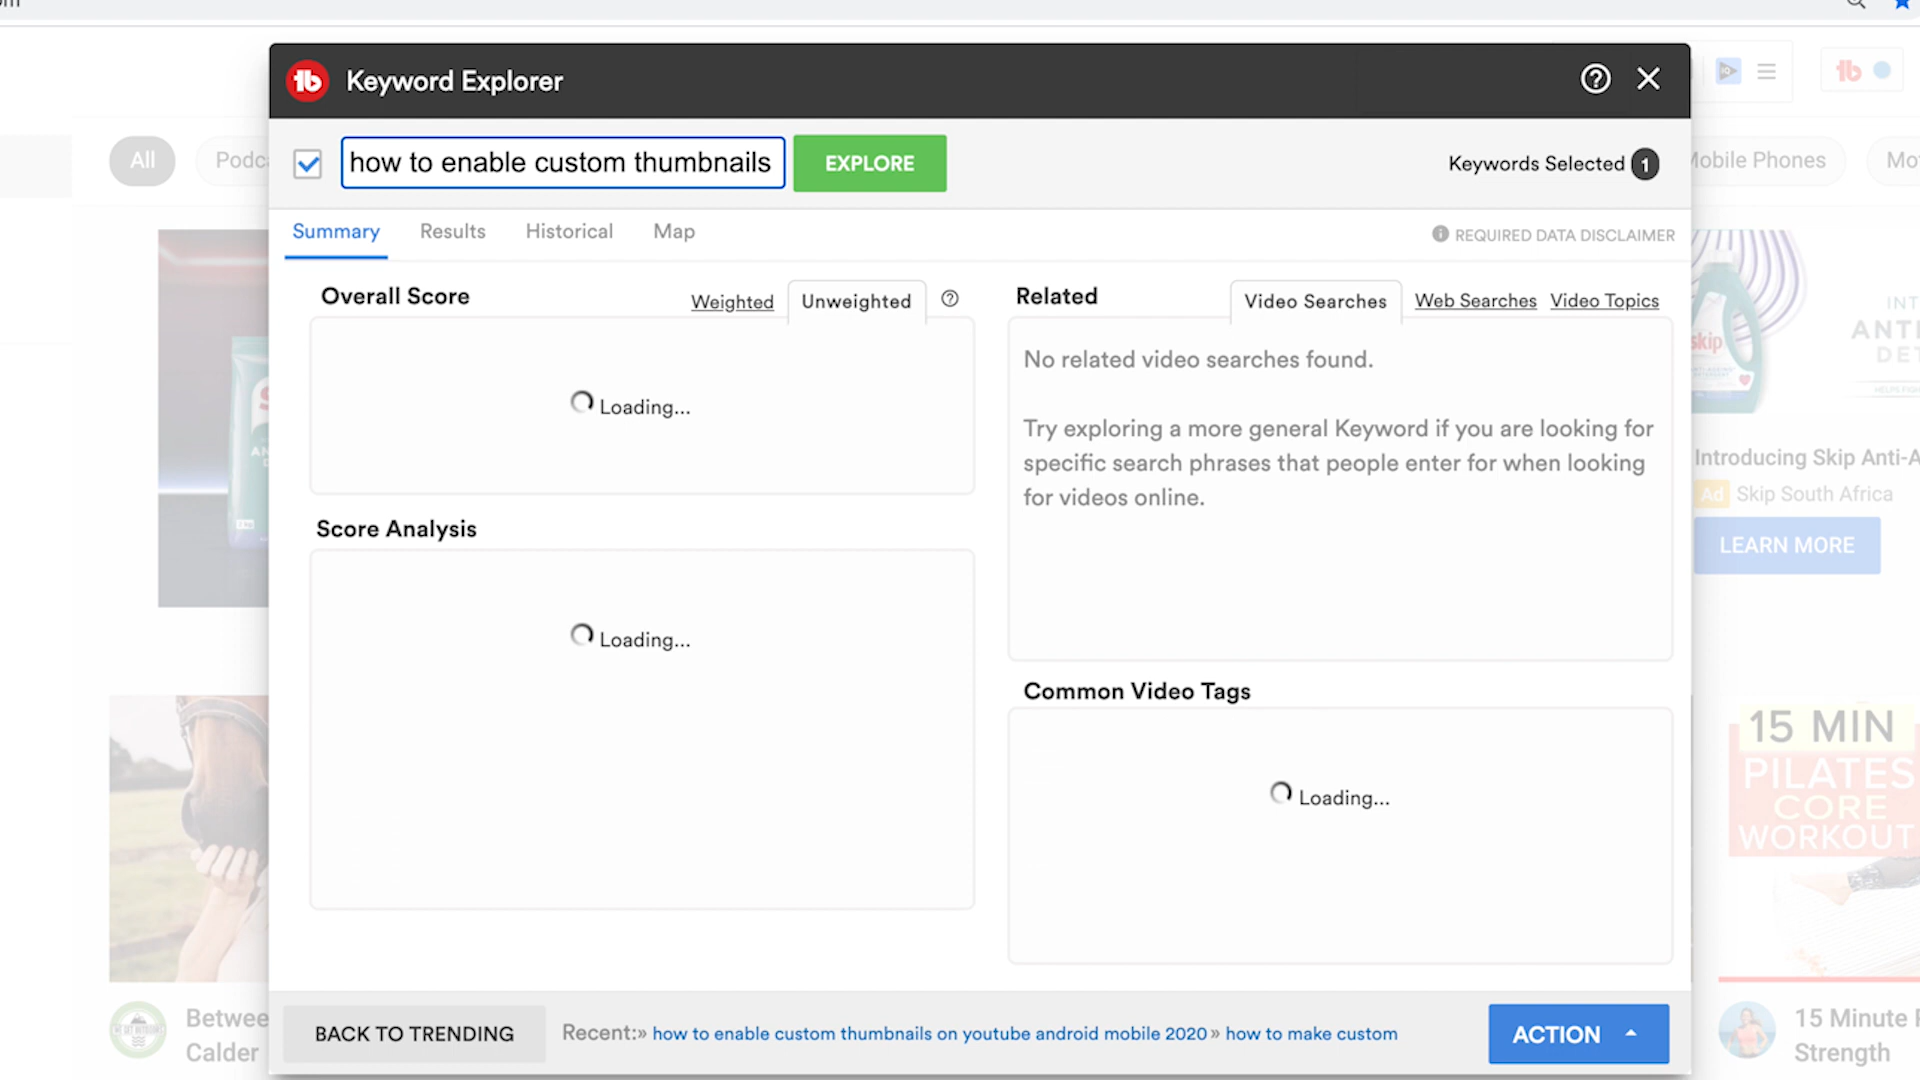 Keyword Explorer
how to enable custom thumbnails
EXPLORE
Keywords Selected 1
All
Mobile Phones
Summary
Results
Historical
Map
REQUIRED DATA DISCLAIMER
Overall Score
Weighted
Unweighted
Loading...
Score Analysis
Loading...
Related
Video Searches
Web Searches
Video Topics
No related video searches found.
Try exploring a more general Keyword if you are looking for
specific search phrases that people enter for when looking
for videos online.
Common Video Tags
Loading...
skip
Introducing Skip Anti-A
Ad Skip South Africa
LEARN MORE
15 MIN
PILATES
CORE
WORKOUT
Betwee
Calder
15 Minute
Strength
BACK TO TRENDING
Recent:» how to enable custom thumbnails on youtube android mobile 2020 » how to make custom
ACTION